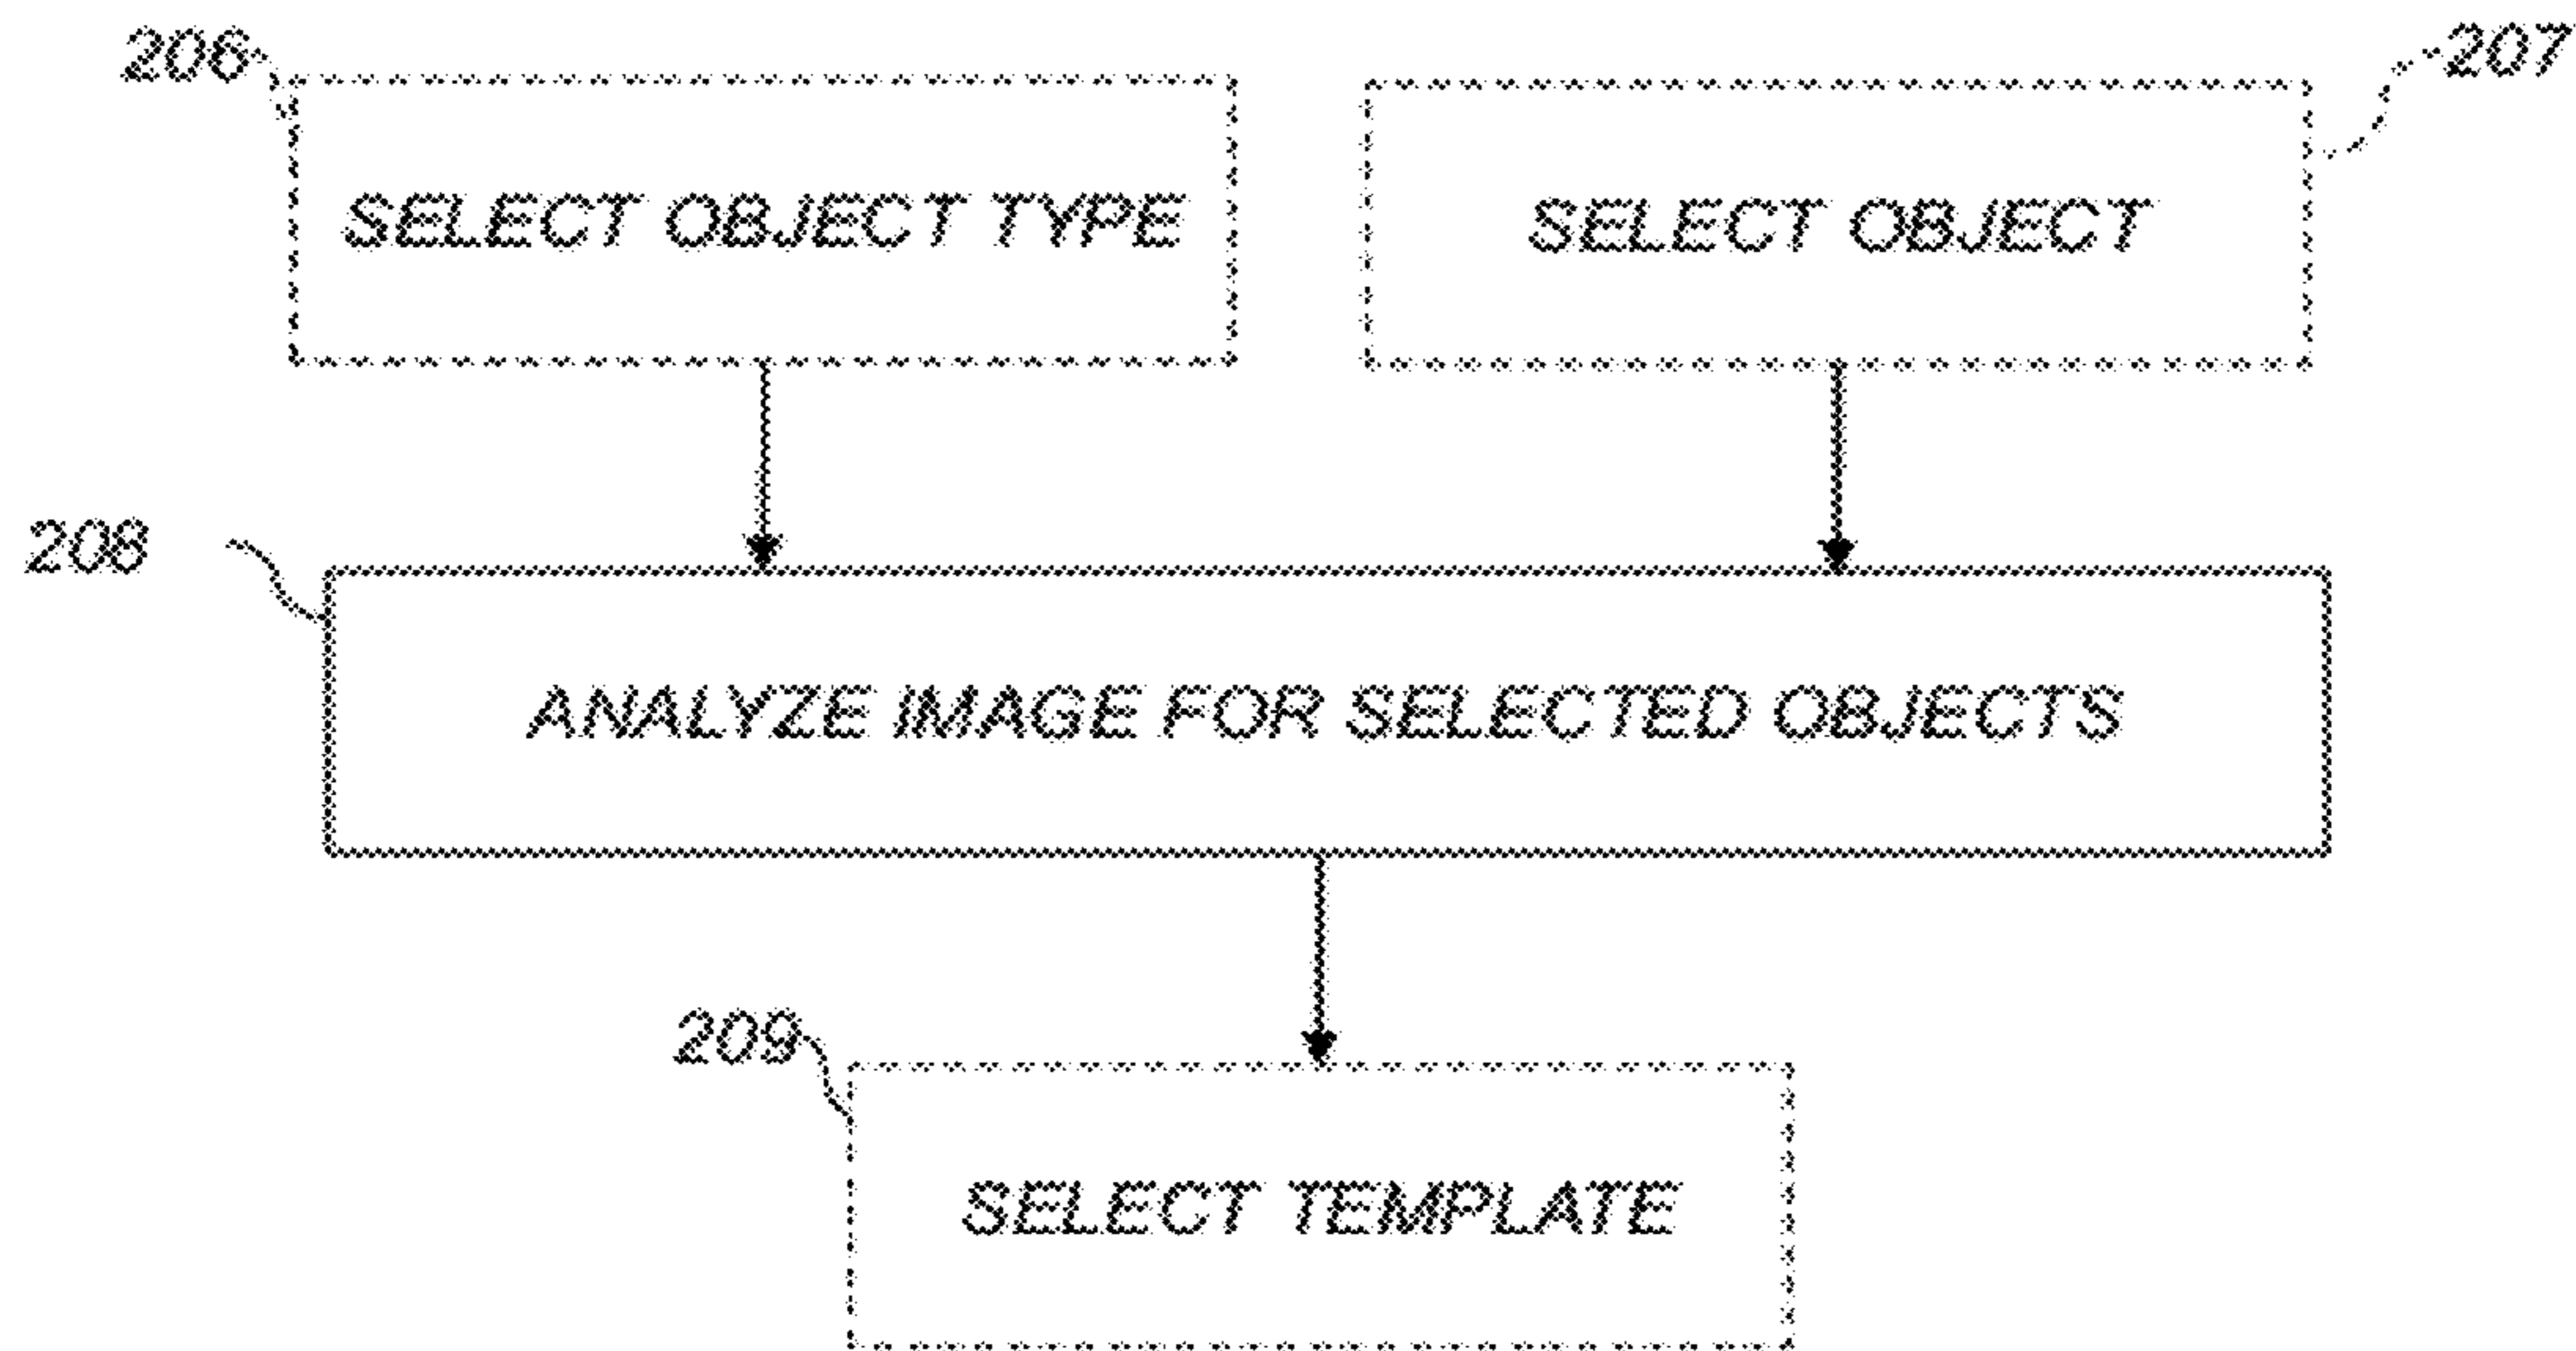 206
207
SELECT OBJECT TYPE
SELECT OBJECT
208
ANALYZE IMAGE FOR SELECTED OBJECTS
209
SELECT TEMPLATE